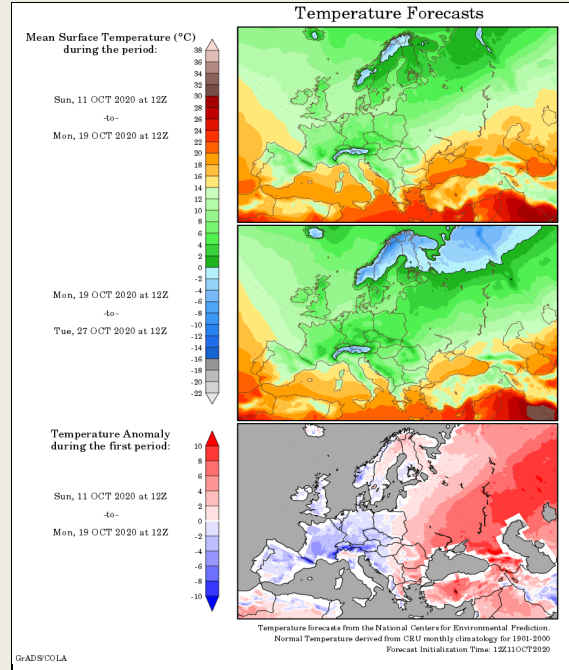 Temperature Forecasts
Mean Surface Temperature (°C)
during the period:
Sun, 11 OCT 2020 at 12Z
-to-
Mon, 19 OCT 2020 at 12Z
38
36
34
32
30
28
26
24
22
20
18
16
14
12
10
8
6
4
2
0
-2
-4
-6
-8
-10
-12
-14
-16
-18
-20
-22
Mon, 19 OCT 2020 at 12Z
-to-
Tue, 27 OCT 2020 at 12Z
Temperature Anomaly
during the first period:
Sun, 11 OCT 2020 at 12Z
-to-
Mon, 19 OCT 2020 at 12Z
10
8
6
4
2
0
-2
-4
-6
-8
-10
Temperature forecasts from the National Centers for Environmental Prediction.
Normal Temperature derived from CRU monthly climatology for 1901-2000
Forecast Initialization Time: 12Z11OCT2020
GrADS/COLA